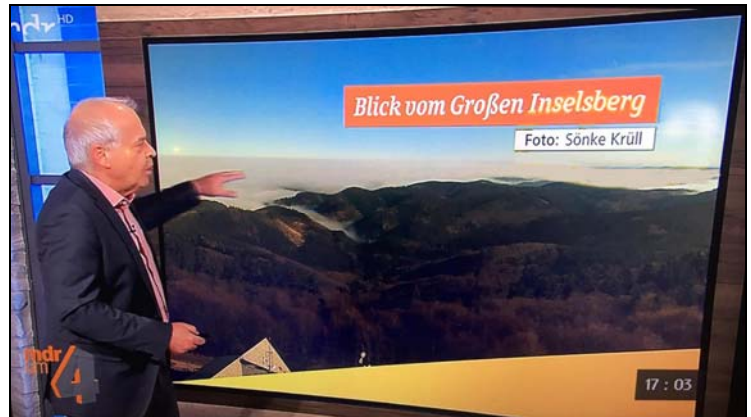 mdr HD
Blick vom Großen Inselsberg
Foto: Sönke Krüll
mdr
um
4
17 : 03